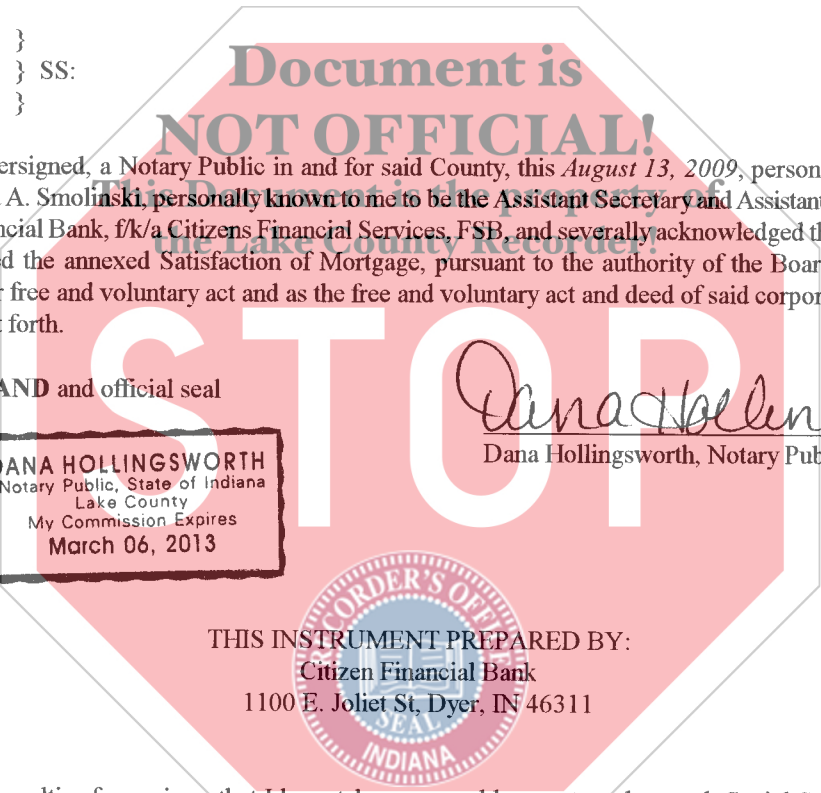 }
} SS:
}
Document is
NOT OFFICIAL!
This Document is the property of
the Lake County Recorder!
ersigned, a Notary Public in and for said County, this August 13, 2009, person
A. Smolinski, personally known to me to be the Assistant Secretary and Assistant
ncial Bank, f/k/a Citizens Financial Services, FSB, and severally acknowledged th
d the annexed Satisfaction of Mortgage, pursuant to the authority of the Boar
r free and voluntary act and as the free and voluntary act and deed of said corpor
t forth.
STOP
AND and official seal
Dana Hollin
Dana Hollingsworth, Notary Pub
DANA HOLLINGSWORTH
Notary Public, State of Indiana
Lake County
My Commission Expires
March 06, 2013
THIS INSTRUMENT PREPARED BY:
Citizen Financial Bank
1100 E. Joliet St, Dyer, IN 46311
RECORDER'S OFFICE
SEAL
INDIANA